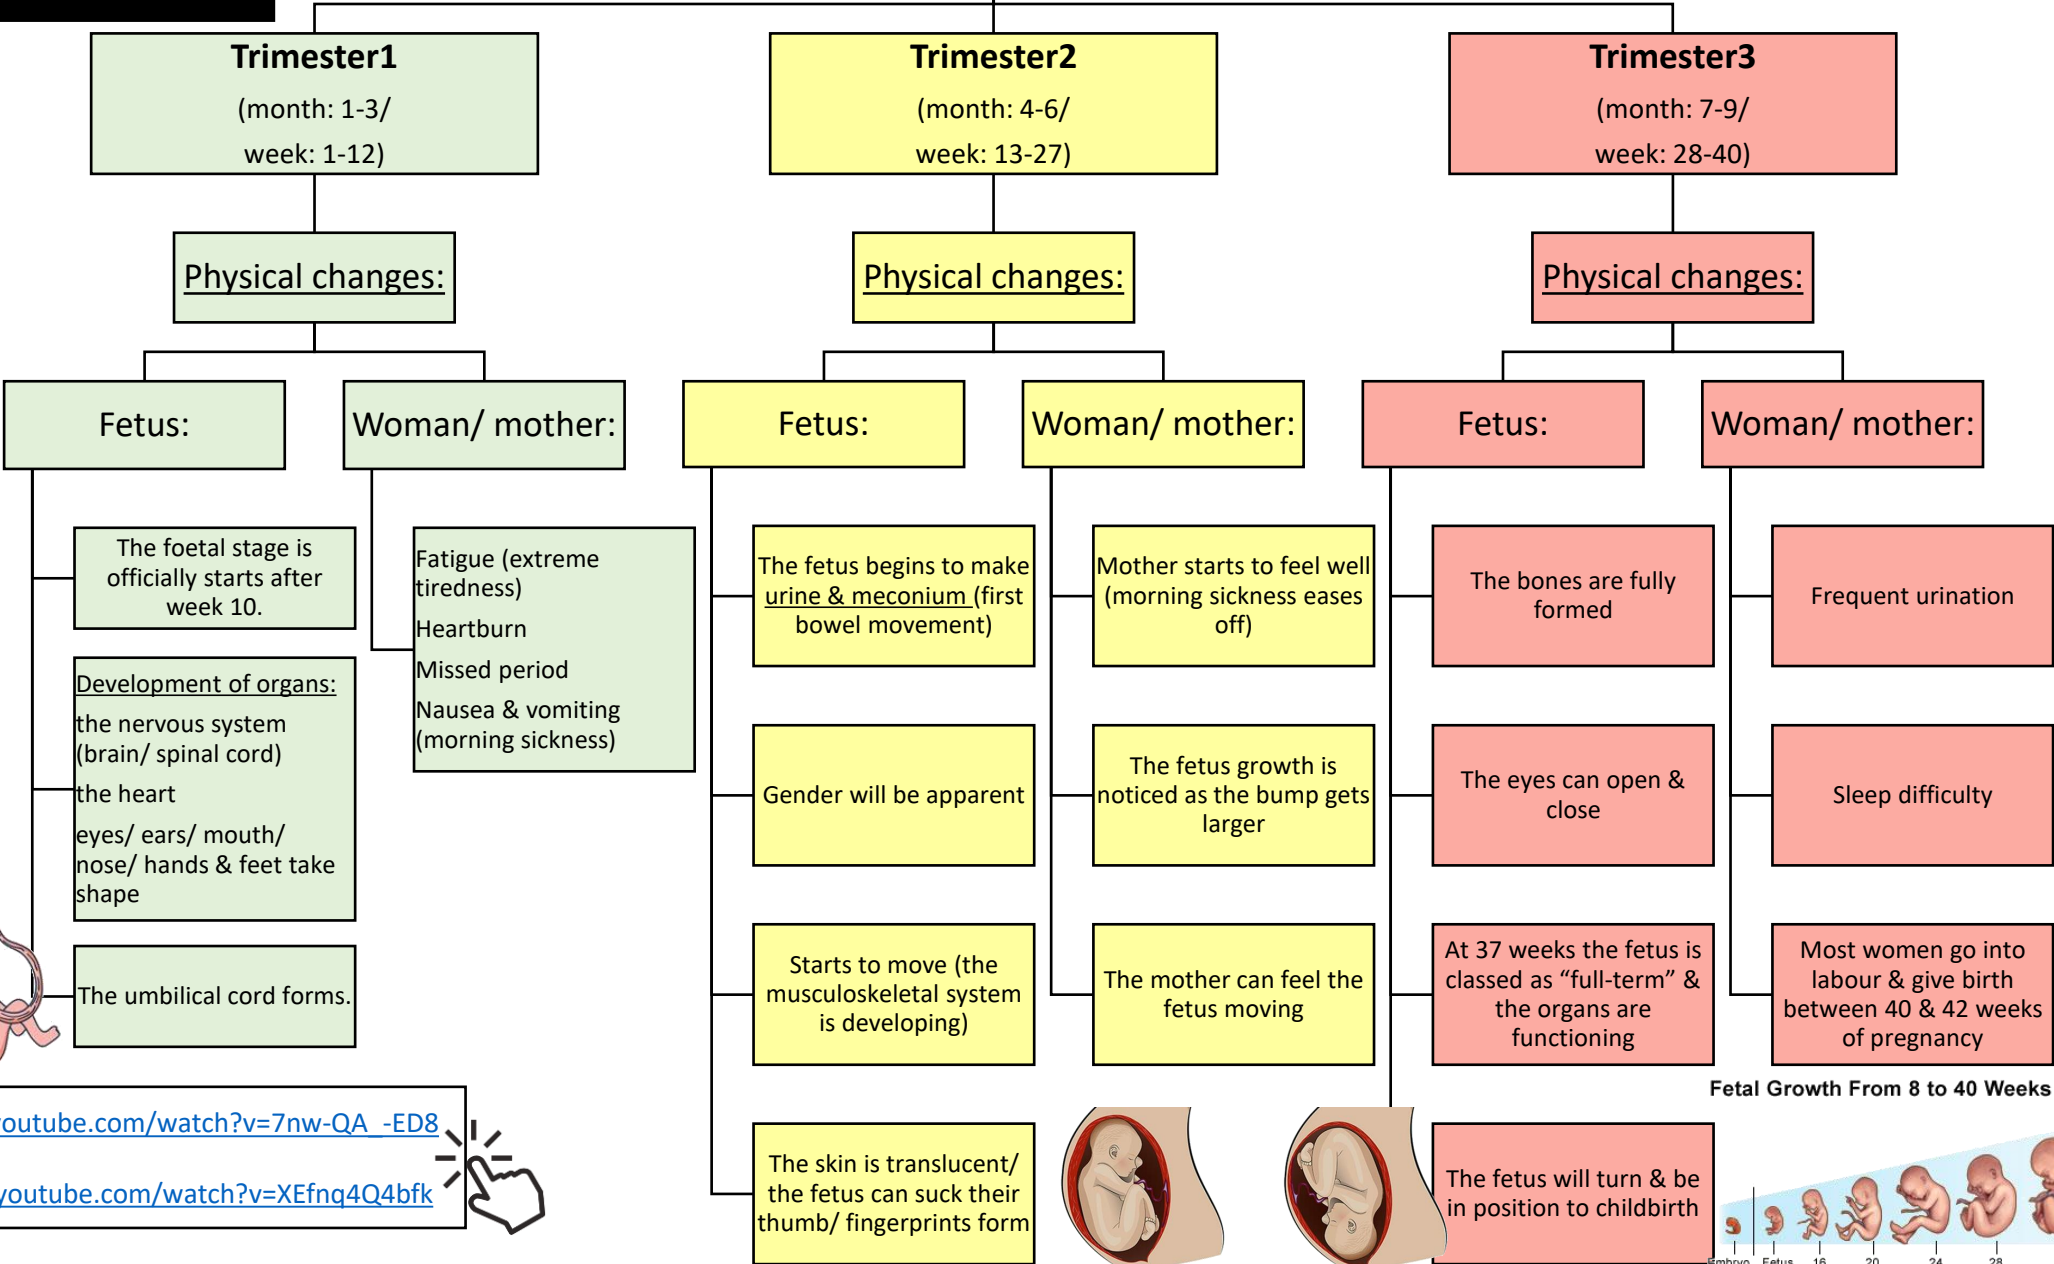 Trimester1
(month: 1-3/
week: 1-12)
Physical changes:
Fetus:
The foetal stage is
officially starts after
week 10.
Development of organs:
the nervous system
(brain/ spinal cord)
the heart
eyes/ ears/ mouth/
nose/ hands & feet take
shape
The umbilical cord forms.
Woman/ mother:
Fatigue (extreme
tiredness)
Heartburn
Missed period
Nausea & vomiting
(morning sickness)
Trimester2
(month: 4-6/
week: 13-27)
Physical changes:
Fetus:
The fetus begins to make
urine & meconium (first
bowel movement)
Gender will be apparent
Starts to move (the
musculoskeletal system
is developing)
The skin is translucent/
the fetus can suck their
thumb/ fingerprints form
Woman/ mother:
Mother starts to feel well
(morning sickness eases
off)
The fetus growth is
noticed as the bump gets
larger
The mother can feel the
fetus moving
Trimester3
(month: 7-9/
week: 28-40)
Physical changes:
Fetus:
The bones are fully
formed
The eyes can open &
close
At 37 weeks the fetus is
classed as “full-term” &
the organs are
functioning
The fetus will turn & be
in position to childbirth
Woman/ mother:
Frequent urination
Sleep difficulty
Most women go into
labour & give birth
between 40 & 42 weeks
of pregnancy
youtube.com/watch?v=7nw-QA_-ED8
youtube.com/watch?v=XEfnq4Q4bfk
Fetal Growth From 8 to 40 Weeks
Embryo Fetus 16 20 24 28